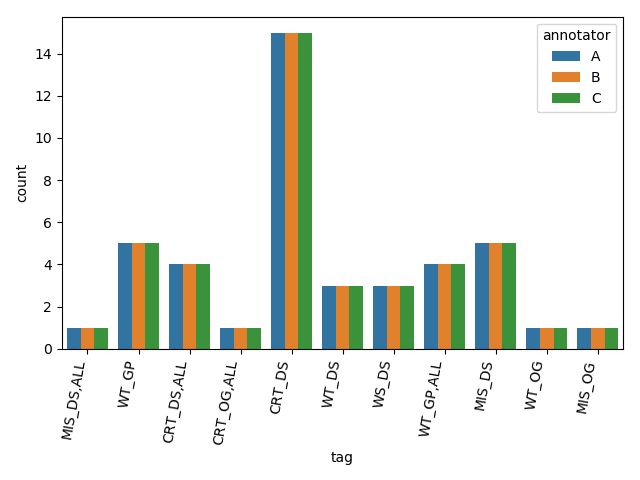 annotator
A
B
C
count
14
12
10
8
6
4
2
0
MIS_DS,ALL
WT_GP
CRT_DS,ALL
CRT_OG,ALL
CRT_DS
WT_DS
WS_DS
WT_GP,ALL
MIS_DS
WT_OG
MIS_OG
tag